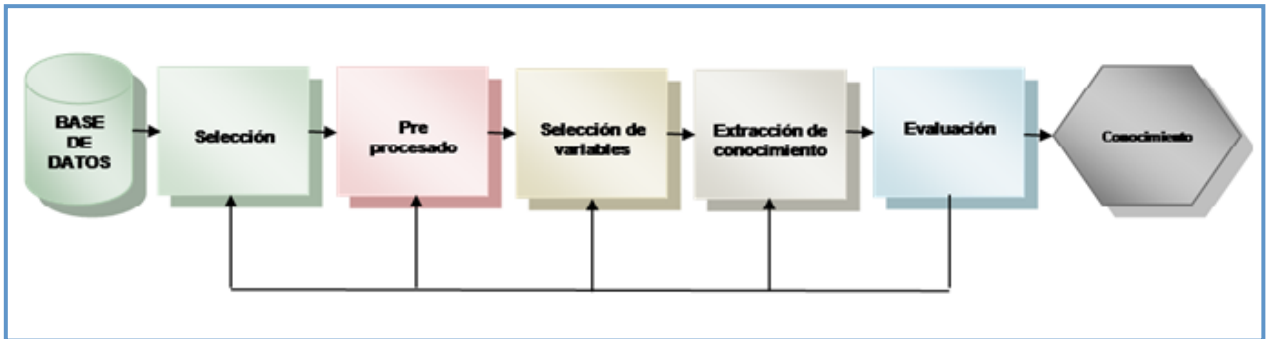 BASE
DE
DATOS
Selección
Pre
procesado
Selección de
variables
Extracción de
conocimiento
Evaluación
Conocimiento